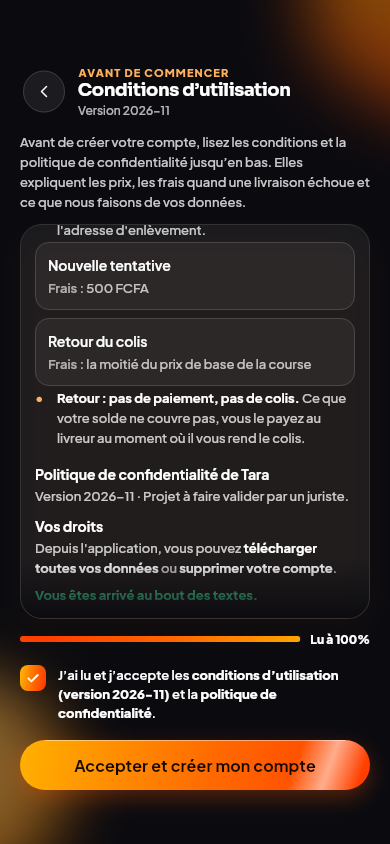 AVANT DE COMMENCER
Conditions d'utilisation
Version 2026-11
Avant de créer votre compte, lisez les conditions et la
politique de confidentialité jusqu'en bas. Elles
expliquent les prix, les frais quand une livraison échoue et
ce que nous faisons de vos données.
l'adresse d'enlèvement.
Nouvelle tentative
Frais : 500 FCFA
Retour du colis
Frais : la moitié du prix de base de la course
• Retour : pas de paiement, pas de colis. Ce que
votre solde ne couvre pas, vous le payez au
livreur au moment où il vous rend le colis.
Politique de confidentialité de Tara
Version 2026-11 · Projet à faire valider par un juriste.
Vos droits
Depuis l'application, vous pouvez télécharger
toutes vos données ou supprimer votre compte.
Vous êtes arrivé au bout des textes.
Lu à 100%
J'ai lu et j'accepte les conditions d'utilisation
(version 2026-11) et la politique de
confidentialité.
Accepter et créer mon compte